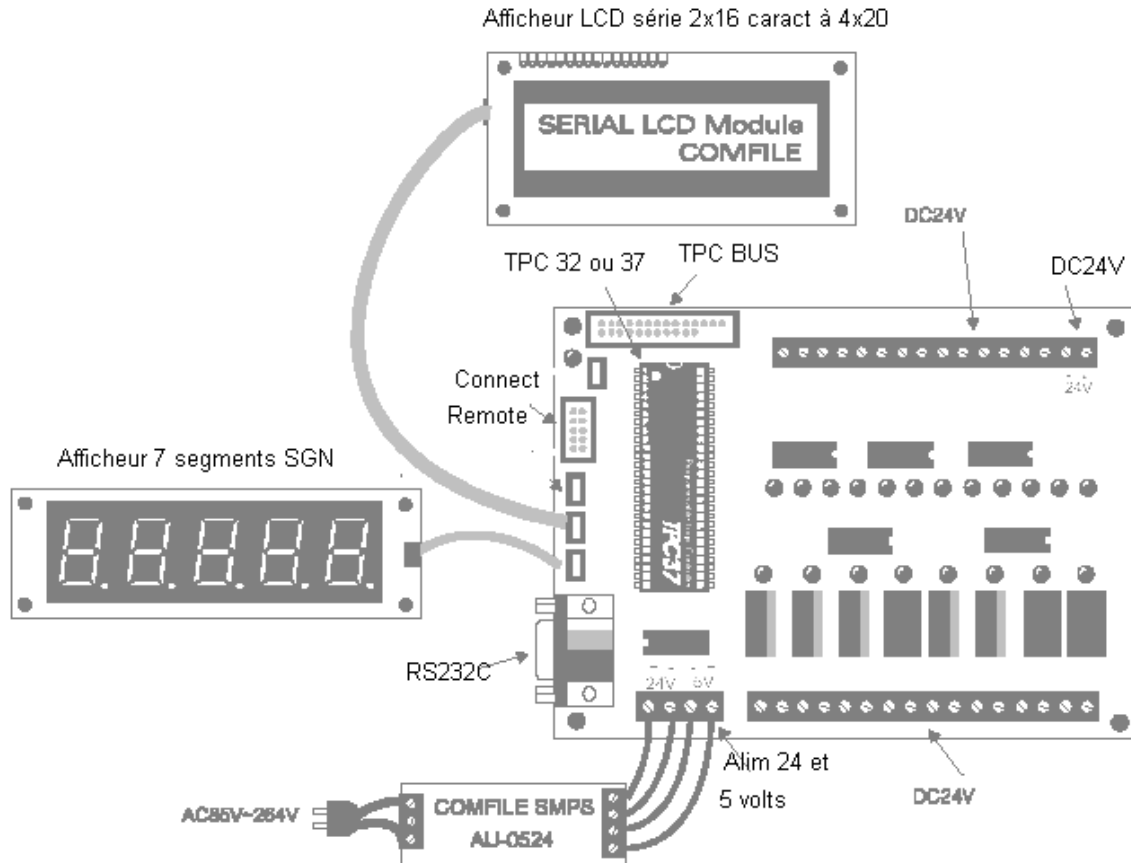 Afficheur LCD série 2x16 caract à 4x20
SERIAL LCD Module
COMFILE
DC24V
TPC 32 ou 37
TPC BUS
DC24V
Connect
Remote
24V
Afficheur 7 segments SGN
TPC37
RS232C
24V 5V
Alim 24 et
5 volts
DC24V
AC85V~264V
COMFILE SMPS
AU-0524